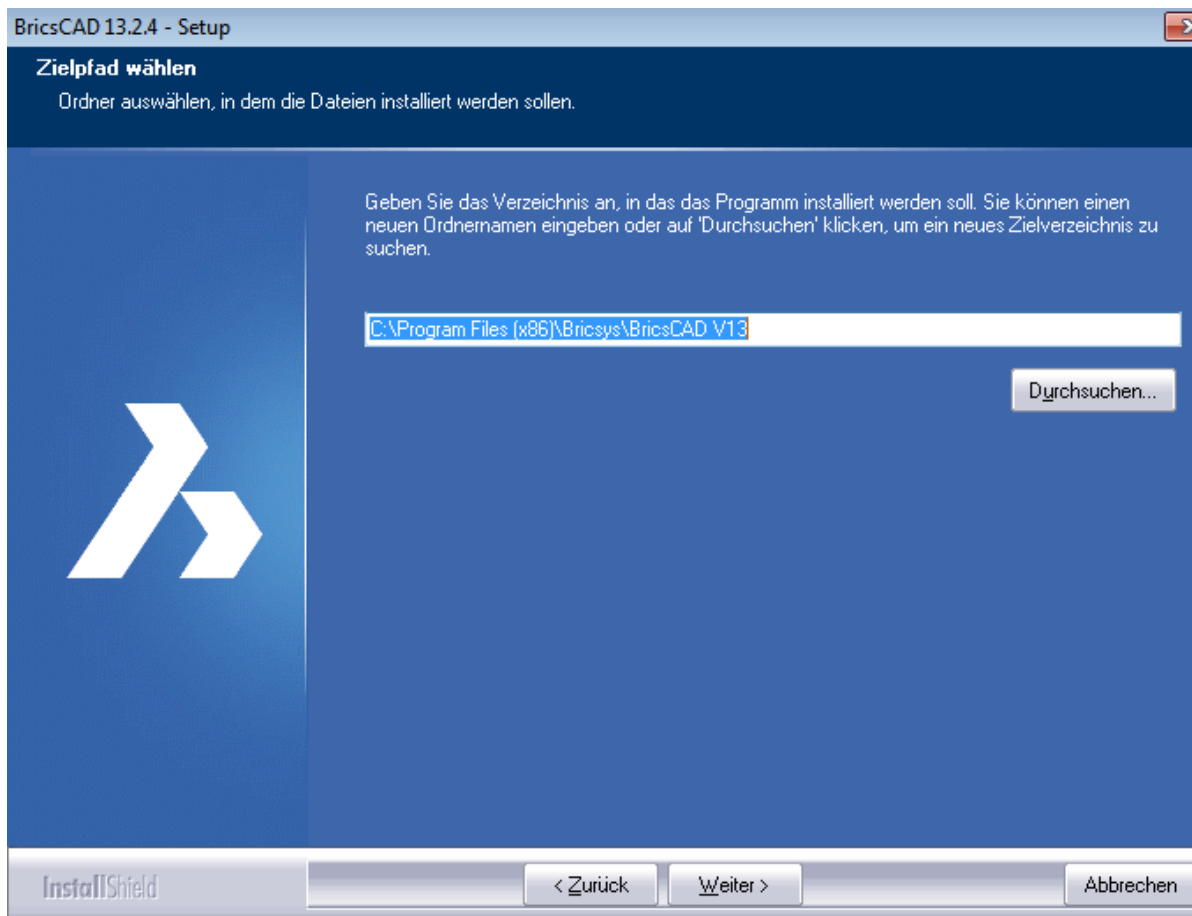 BricsCAD 13.2.4 - Setup
Zielpfad wählen
Ordner auswählen, in dem die Dateien installiert werden sollen.
Geben Sie das Verzeichnis an, in das das Programm installiert werden soll. Sie können einen
neuen Ordnernamen eingeben oder auf 'Durchsuchen' klicken, um ein neues Zielverzeichnis zu
suchen.
C:\Program Files (x86)\Bricsys\BricsCAD V13
Durchsuchen...
InstallShield
< Zurück
Weiter >
Abbrechen